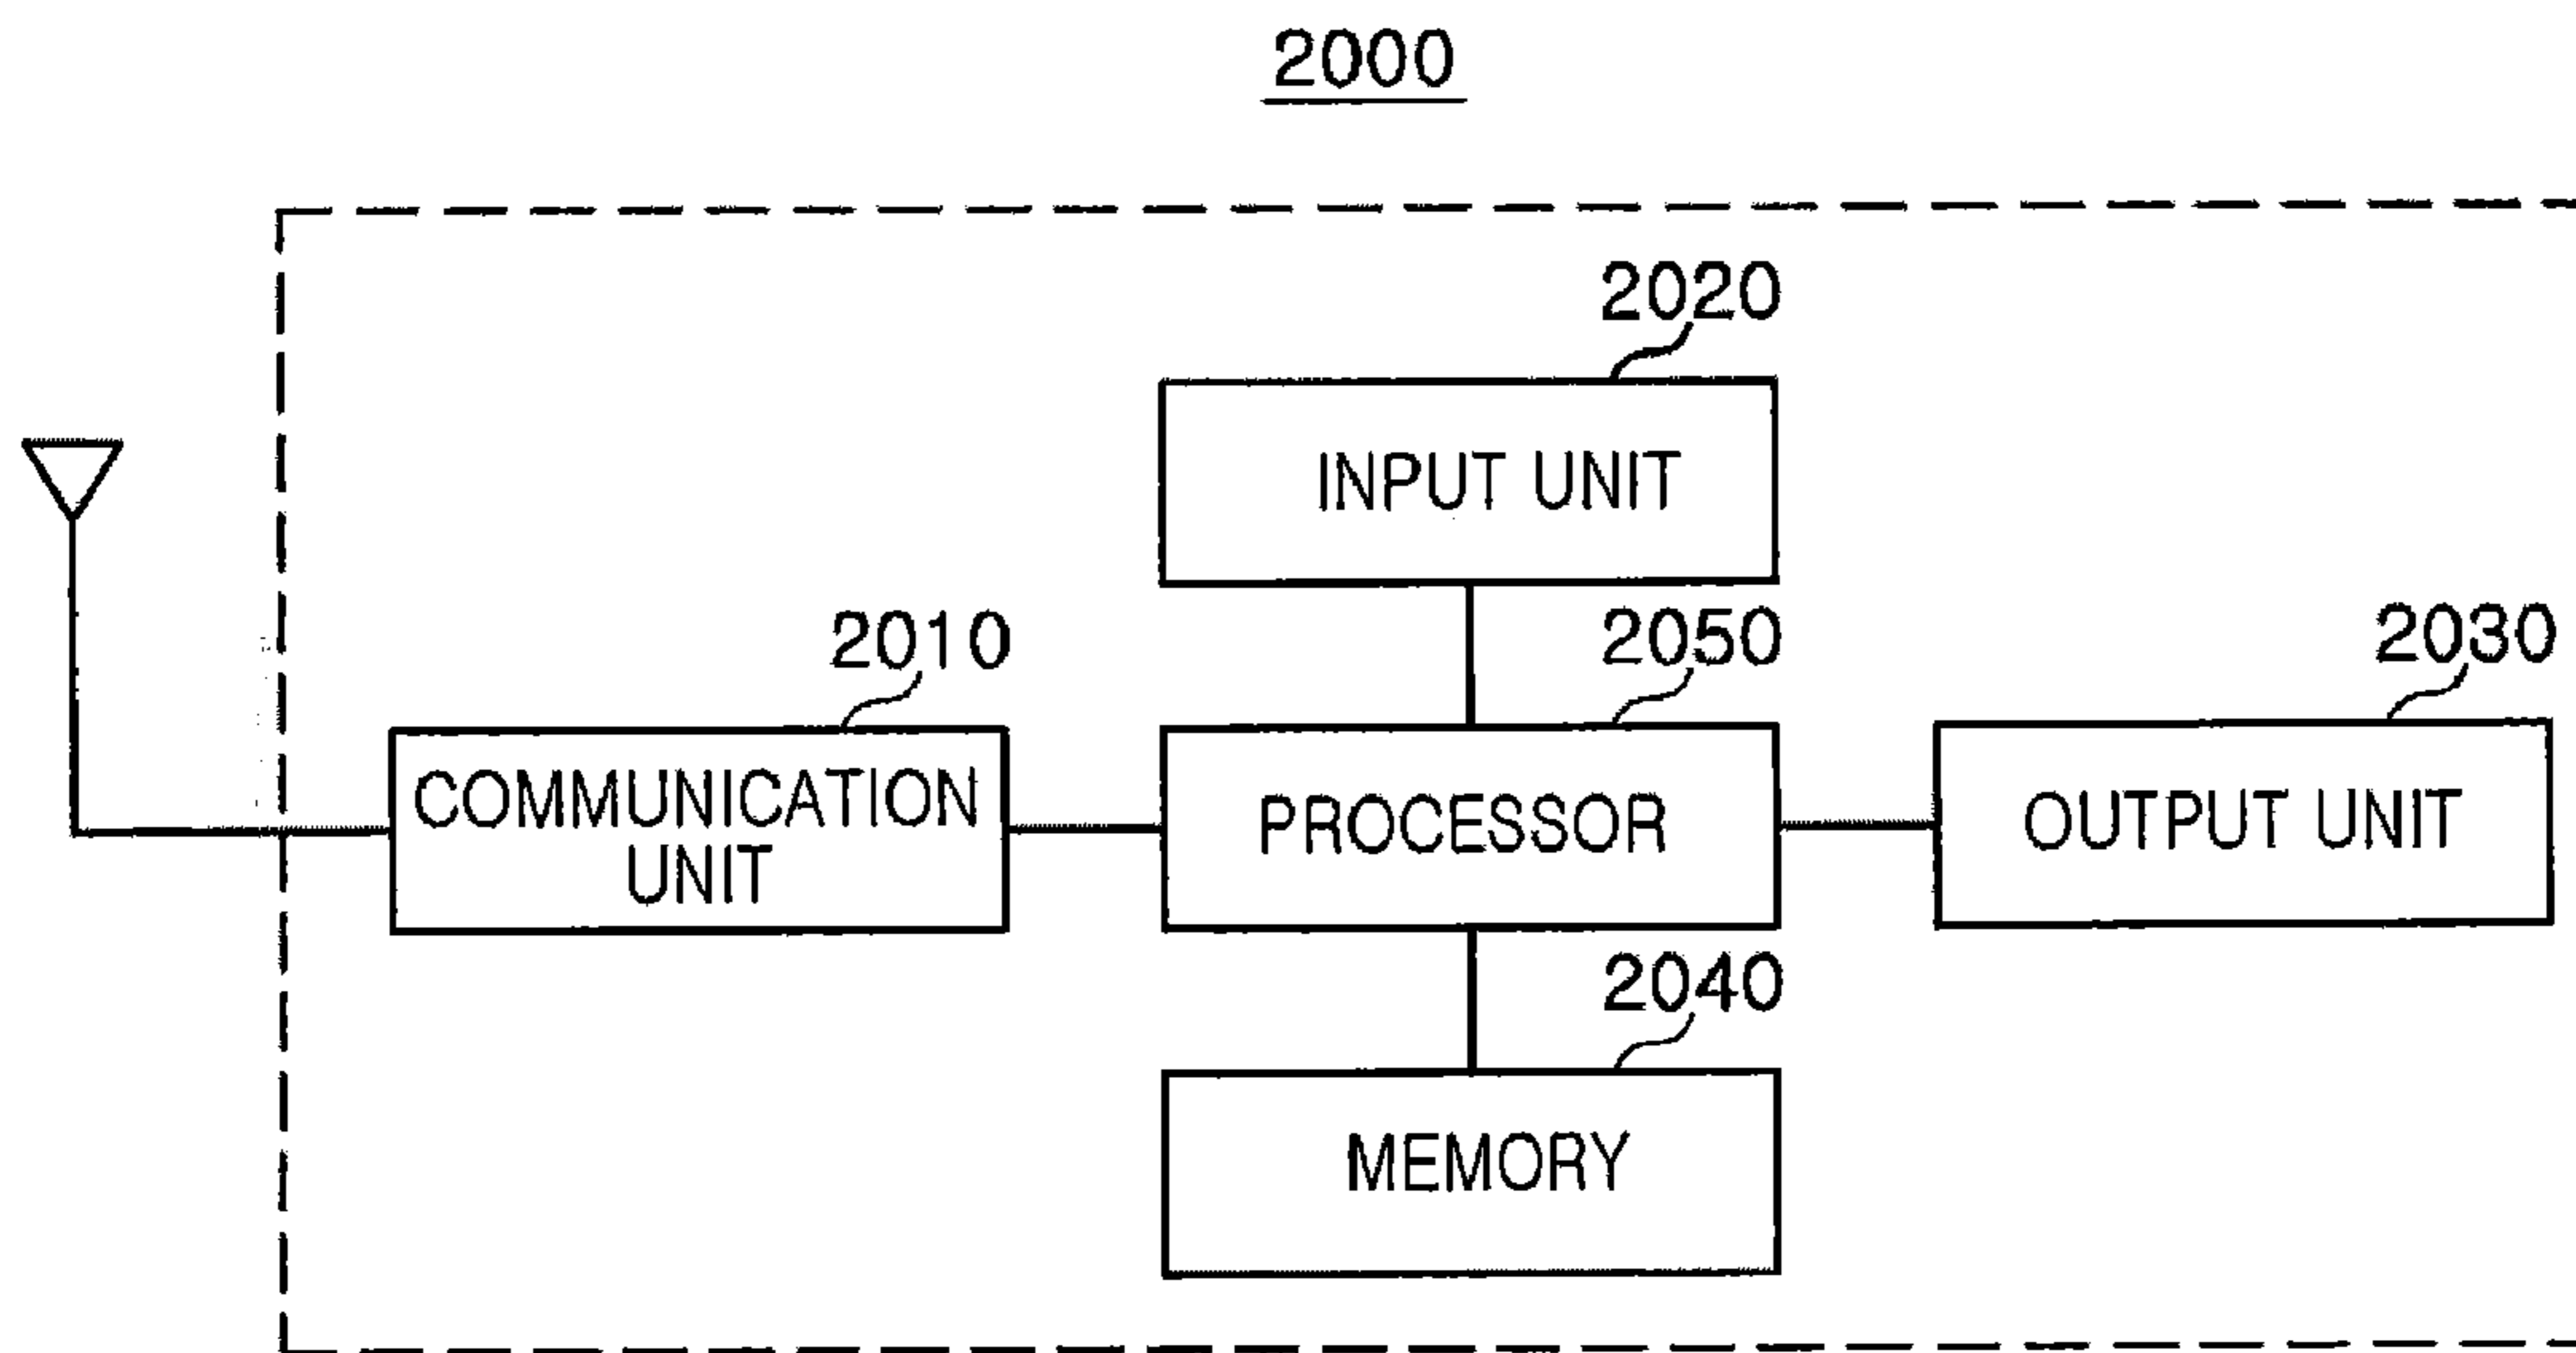 2000
2020
INPUT UNIT
2010
2050
2030
COMMUNICATION
UNIT
PROCESSOR
OUTPUT UNIT
2040
MEMORY